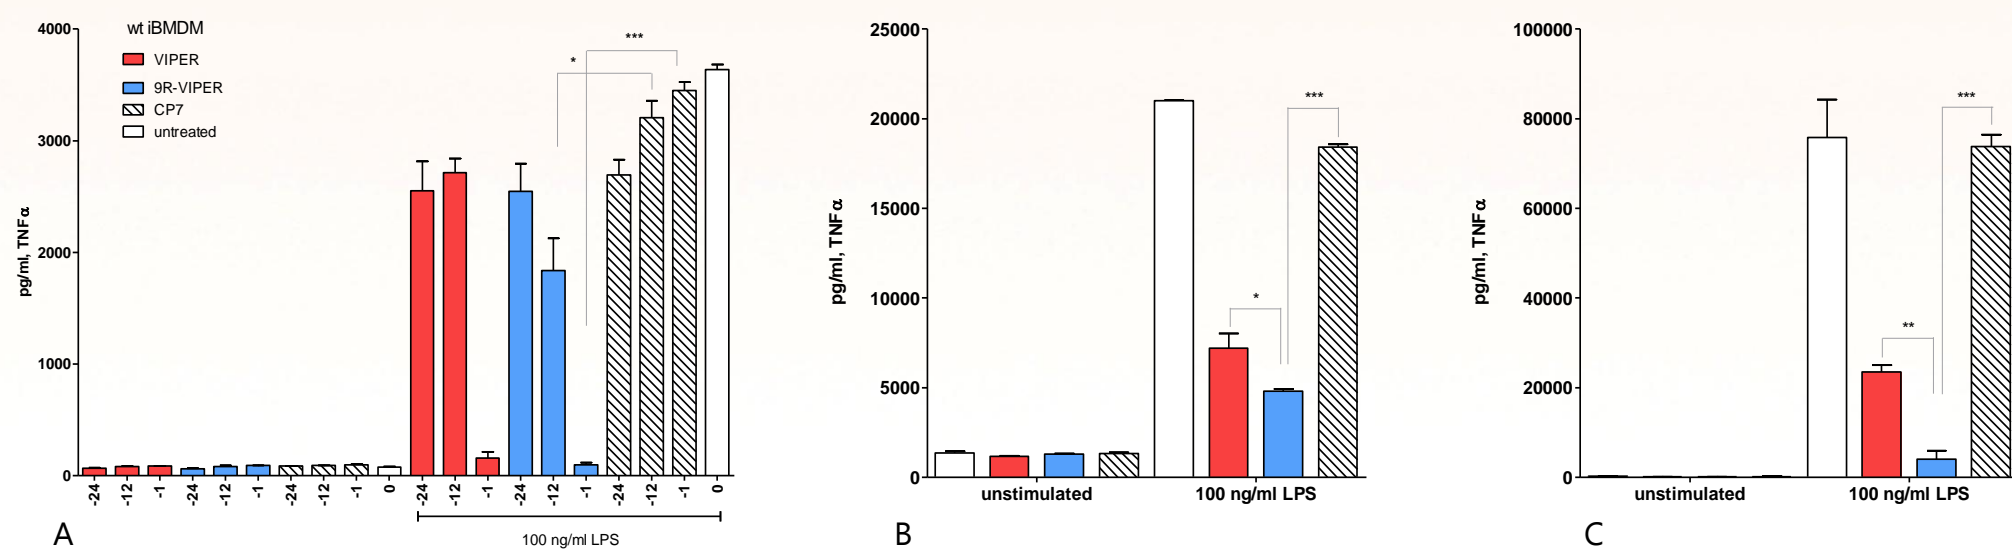 wt iBMDM
VIPER
9R-VIPER
CP7
untreated
pg/ml, TNFα
4000
3000
2000
1000
0
*
***
-24
-12
-1
-24
-12
-1
-24
-12
-1
0
-24
-12
-1
-24
-12
-1
-24
-12
-1
0
100 ng/ml LPS
A
pg/ml, TNFα
25000
20000
15000
10000
5000
0
*
***
unstimulated
100 ng/ml LPS
B
pg/ml, TNFα
100000
80000
60000
40000
20000
0
**
***
unstimulated
100 ng/ml LPS
C